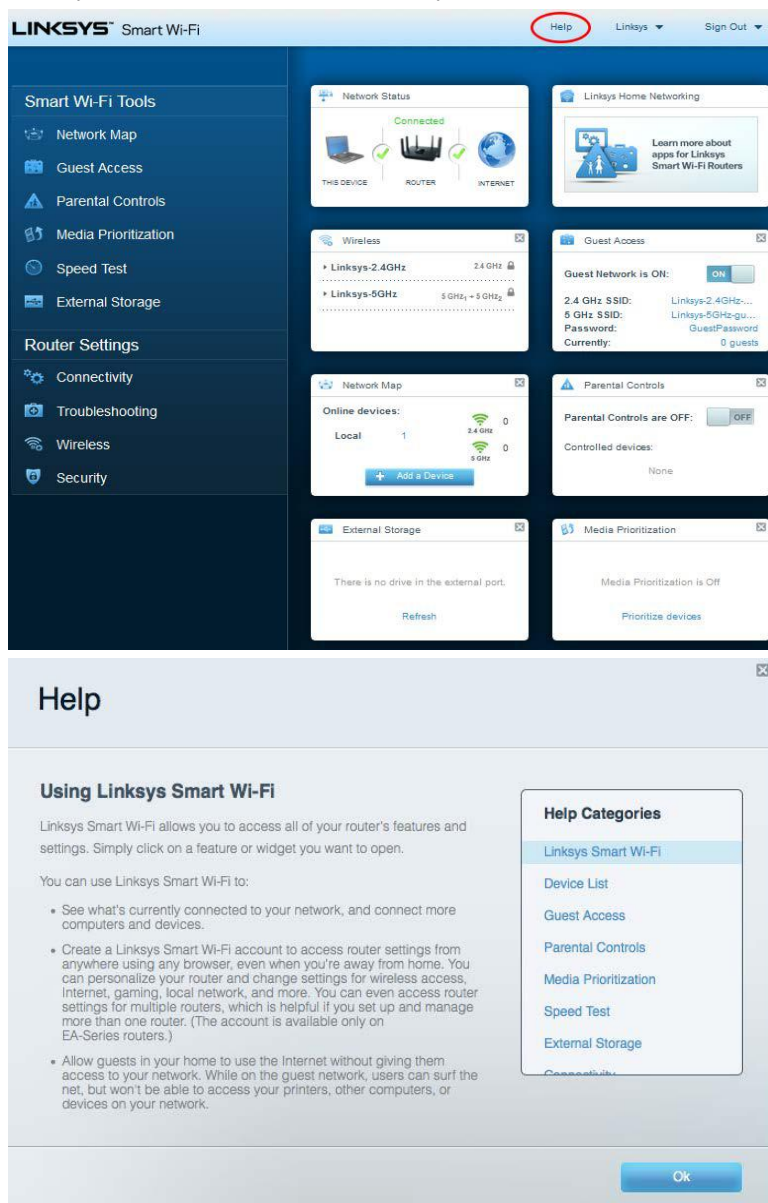 LINKSYS™ Smart Wi-Fi
Help
Linksys
Sign Out
Smart Wi-Fi Tools
Network Map
Guest Access
Parental Controls
Media Prioritization
Speed Test
External Storage
Router Settings
Connectivity
Troubleshooting
Wireless
Security
Network Status
Connected
THIS DEVICE
ROUTER
INTERNET
Linksys Home Networking
Learn more about
apps for Linksys
Smart Wi-Fi Routers
Wireless
Linksys-2.4GHz 2.4 GHz
Linksys-5GHz 5 GHz₁ + 5 GHz₂
Guest Access
Guest Network is ON: ON
2.4 GHz SSID: Linksys-2.4GHz-...
5 GHz SSID: Linksys-5GHz-gu...
Password: GuestPassword
Currently: 0 guests
Network Map
Online devices:
Local 1
0
2.4 GHz
0
5 GHz
+ Add a Device
Parental Controls
Parental Controls are OFF: OFF
Controlled devices:
None
External Storage
There is no drive in the external port.
Refresh
Media Prioritization
Media Prioritization is Off
Prioritize devices
Help
Using Linksys Smart Wi-Fi
Linksys Smart Wi-Fi allows you to access all of your router's features and
settings. Simply click on a feature or widget you want to open.
You can use Linksys Smart Wi-Fi to:
• See what's currently connected to your network, and connect more
computers and devices.
• Create a Linksys Smart Wi-Fi account to access router settings from
anywhere using any browser, even when you're away from home. You
can personalize your router and change settings for wireless access,
Internet, gaming, local network, and more. You can even access router
settings for multiple routers, which is helpful if you set up and manage
more than one router. (The account is available only on
EA-Series routers.)
• Allow guests in your home to use the Internet without giving them
access to your network. While on the guest network, users can surf the
net, but won't be able to access your printers, other computers, or
devices on your network.
Help Categories
Linksys Smart Wi-Fi
Device List
Guest Access
Parental Controls
Media Prioritization
Speed Test
External Storage
Connectivity
Ok